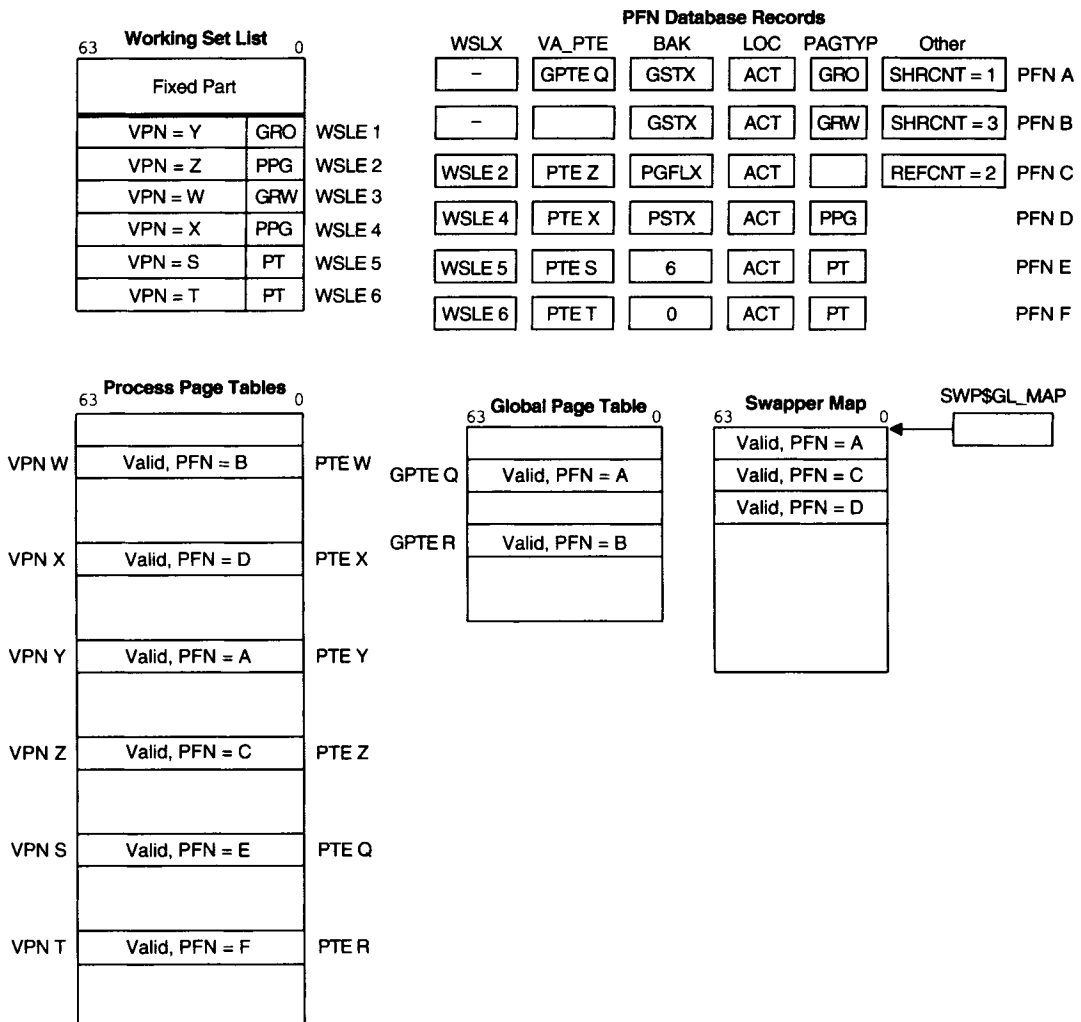 Working Set List
63 0
Fixed Part
VPN = Y GRO WSLE 1
VPN = Z PPG WSLE 2
VPN = W GRW WSLE 3
VPN = X PPG WSLE 4
VPN = S PT WSLE 5
VPN = T PT WSLE 6
PFN Database Records
WSLX VA_PTE BAK LOC PAGTYP Other
– GPTE Q GSTX ACT GRO SHRCNT = 1 PFN A
– GSTX ACT GRW SHRCNT = 3 PFN B
WSLE 2 PTE Z PGFLX ACT REFCNT = 2 PFN C
WSLE 4 PTE X PSTX ACT PPG PFN D
WSLE 5 PTE S 6 ACT PT PFN E
WSLE 6 PTE T 0 ACT PT PFN F
Process Page Tables
63 0
VPN W Valid, PFN = B PTE W
VPN X Valid, PFN = D PTE X
VPN Y Valid, PFN = A PTE Y
VPN Z Valid, PFN = C PTE Z
VPN S Valid, PFN = E PTE Q
VPN T Valid, PFN = F PTE R
Global Page Table
63 0
GPTE Q Valid, PFN = A
GPTE R Valid, PFN = B
Swapper Map
63 0
Valid, PFN = A
Valid, PFN = C
Valid, PFN = D
SWP$GL_MAP